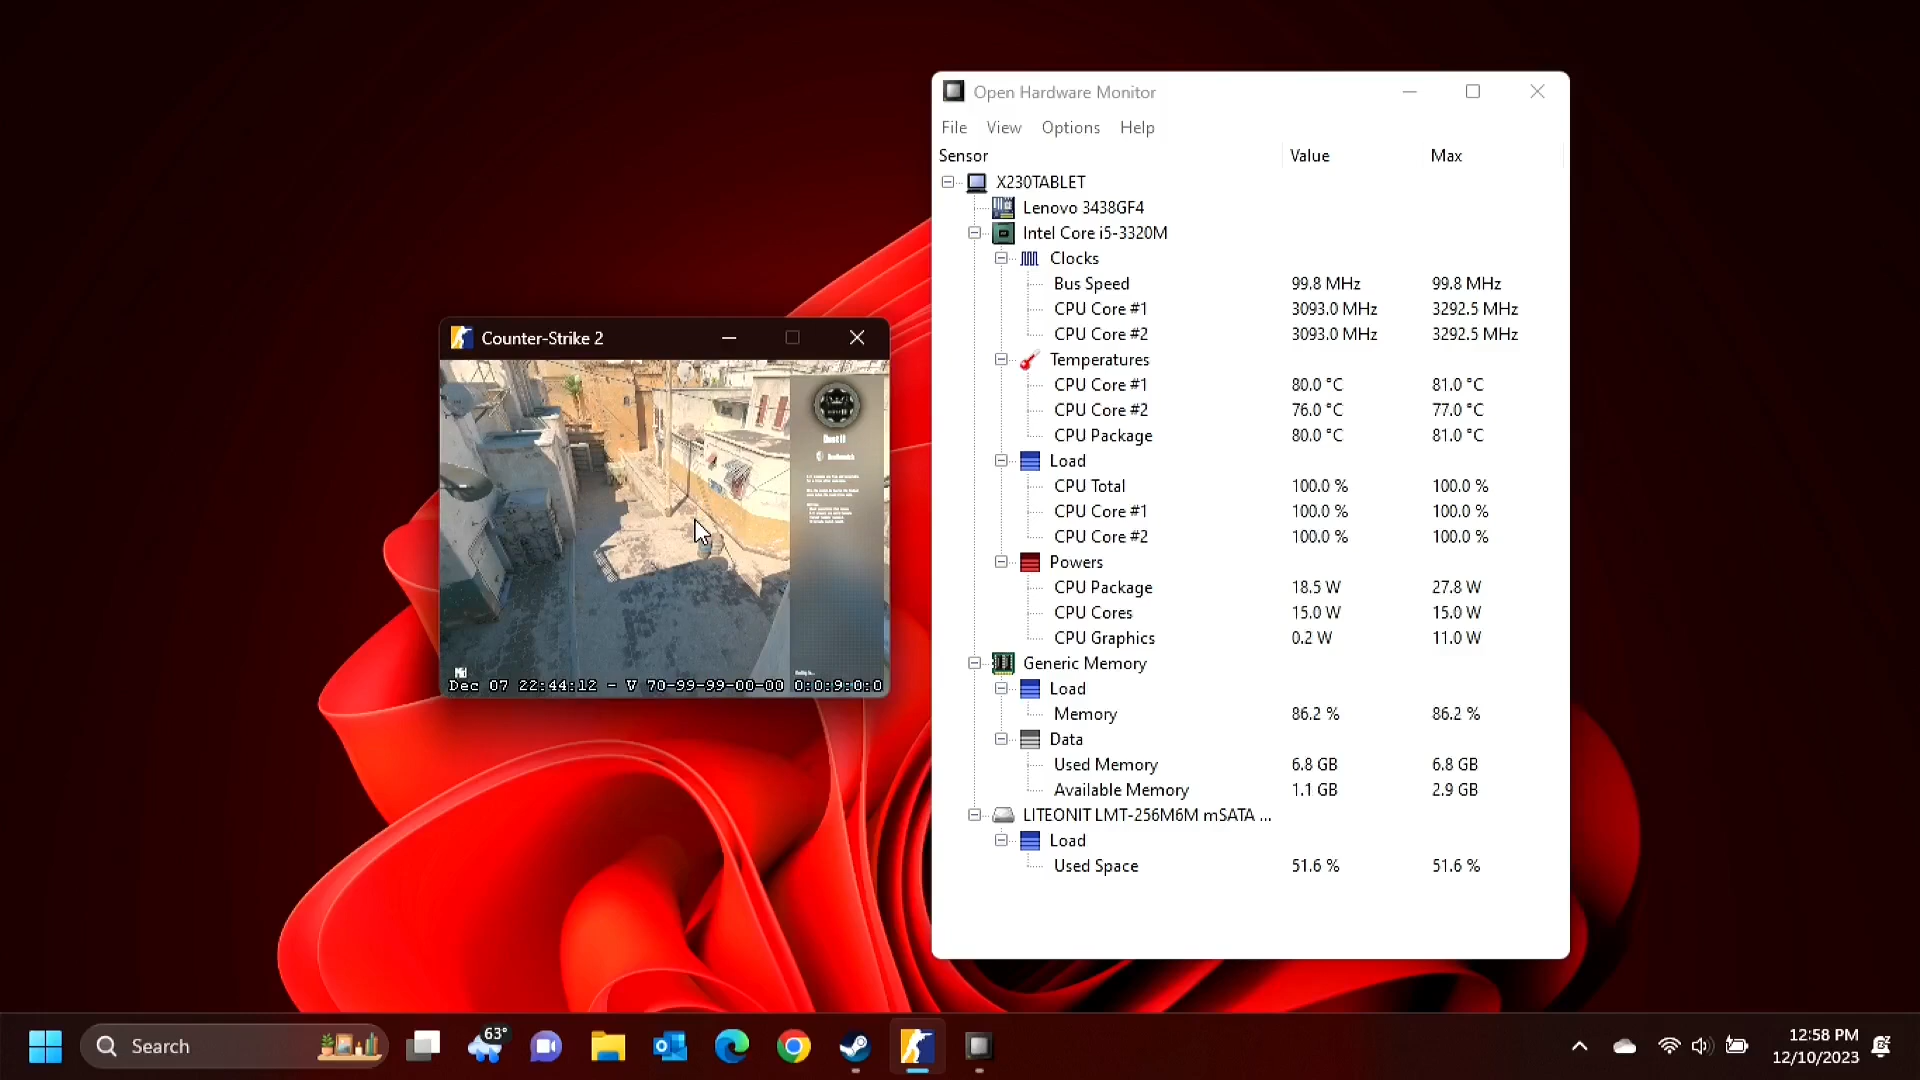 Open Hardware Monitor
File View Options Help
Sensor Value Max
X230TABLET
Lenovo 3438GF4
Intel Core i5-3320M
Clocks
Bus Speed 99.8 MHz 99.8 MHz
CPU Core #1 3093.0 MHz 3292.5 MHz
CPU Core #2 3093.0 MHz 3292.5 MHz
Temperatures
CPU Core #1 80.0 °C 81.0 °C
CPU Core #2 76.0 °C 77.0 °C
CPU Package 80.0 °C 81.0 °C
Load
CPU Total 100.0 % 100.0 %
CPU Core #1 100.0 % 100.0 %
CPU Core #2 100.0 % 100.0 %
Powers
CPU Package 18.5 W 27.8 W
CPU Cores 15.0 W 15.0 W
CPU Graphics 0.2 W 11.0 W
Generic Memory
Load
Memory 86.2 % 86.2 %
Data
Used Memory 6.8 GB 6.8 GB
Available Memory 1.1 GB 2.9 GB
LITEONIT LMT-256M6M mSATA ...
Load
Used Space 51.6 % 51.6 %
Counter-Strike 2
Dust II
Mid
Dec 07 22:44:12 - V 70-99-99-00-00 0:0:9:0:0
Search
63°
12:58 PM
12/10/2023